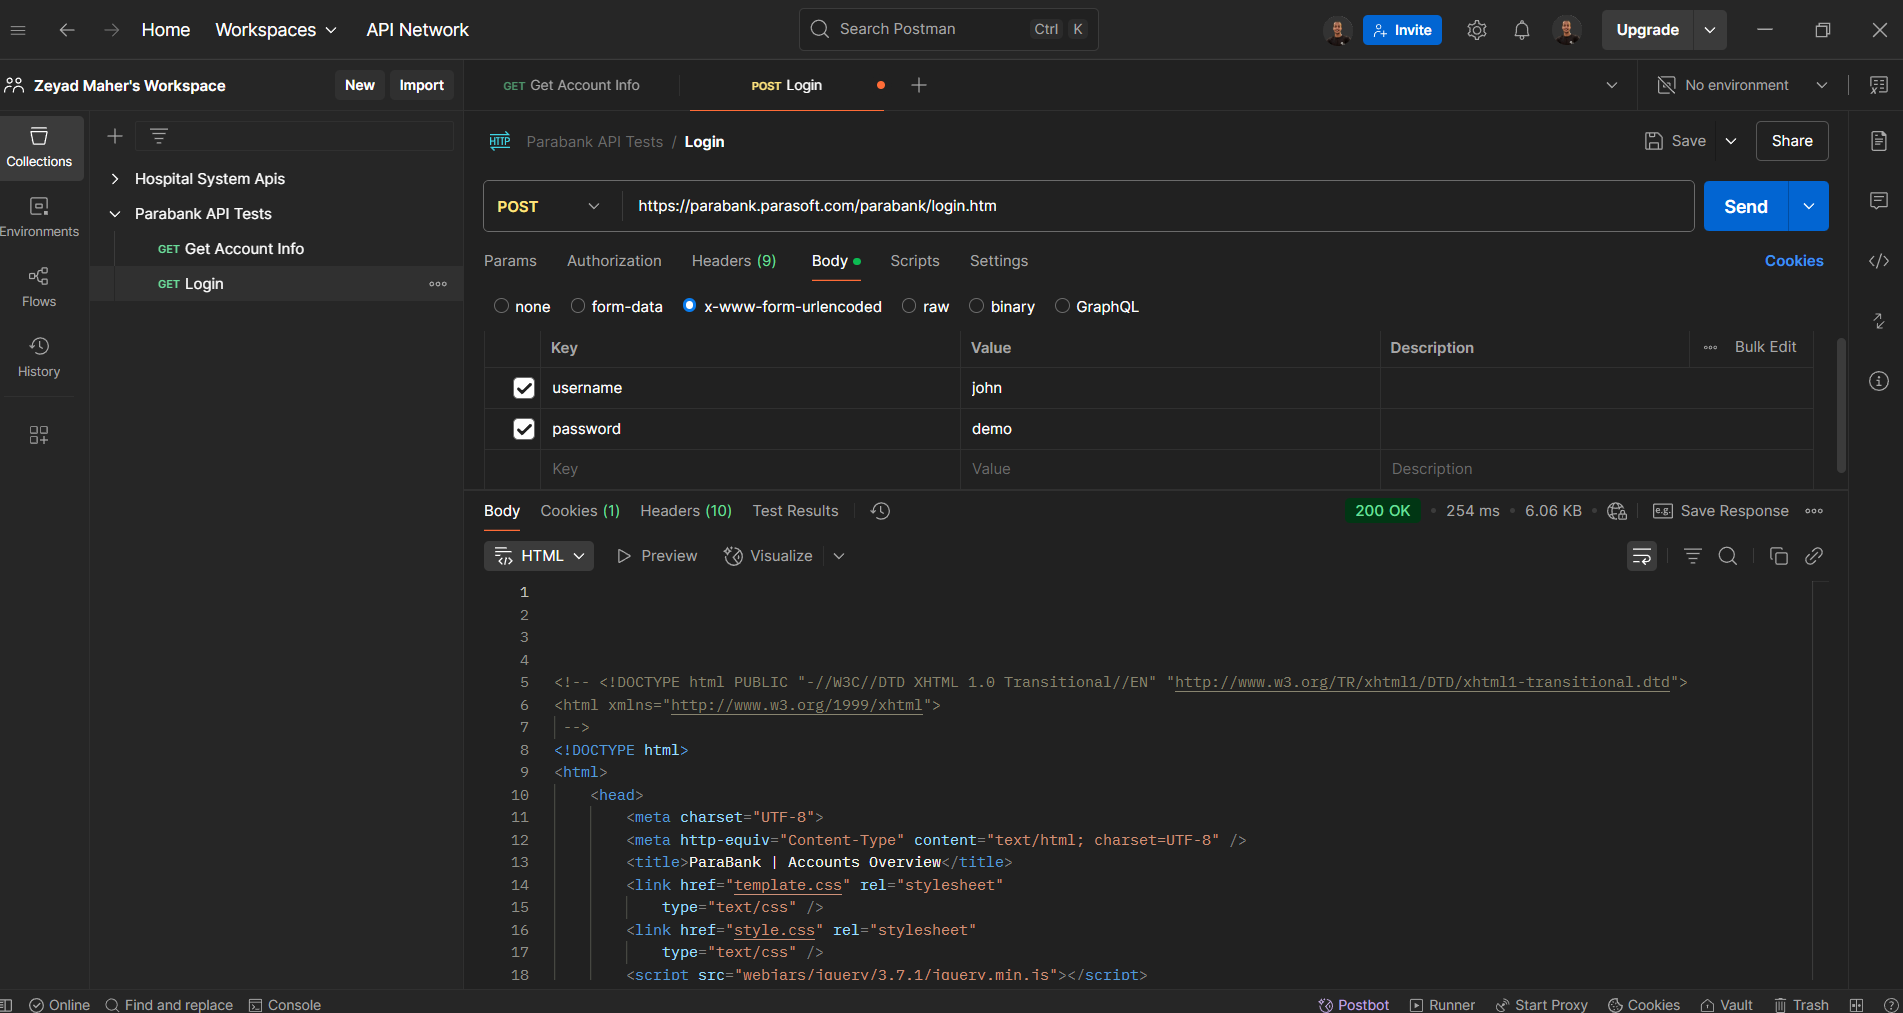 Home
Workspaces
API Network
Search Postman
Ctrl K
Invite
Upgrade
Zeyad Maher's Workspace
New
Import
GET Get Account Info
POST Login
No environment
Collections
Environments
Flows
History
Hospital System Apis
Parabank API Tests
GET Get Account Info
GET Login
HTTP
Parabank API Tests / Login
Save
Share
POST
https://parabank.parasoft.com/parabank/login.htm
Send
Params
Authorization
Headers (9)
Body
Scripts
Settings
Cookies
none
form-data
x-www-form-urlencoded
raw
binary
GraphQL
Key Value Description Bulk Edit
username john
password demo
Key Value Description
Body
Cookies (1)
Headers (10)
Test Results
200 OK
254 ms
6.06 KB
e.g.
Save Response
HTML
Preview
Visualize
1
2
3
4
5 <!-- <!DOCTYPE html PUBLIC "-//W3C//DTD XHTML 1.0 Transitional//EN" "http://www.w3.org/TR/xhtml1/DTD/xhtml1-transitional.dtd">
6 <html xmlns="http://www.w3.org/1999/xhtml">
7 -->
8 <!DOCTYPE html>
9 <html>
10 <head>
11 <meta charset="UTF-8">
12 <meta http-equiv="Content-Type" content="text/html; charset=UTF-8" />
13 <title>ParaBank | Accounts Overview</title>
14 <link href="template.css" rel="stylesheet"
15 type="text/css" />
16 <link href="style.css" rel="stylesheet"
17 type="text/css" />
18 <script src="webjars/jquery/3.7.1/jquery.min.js"></script>
Online
Find and replace
Console
Postbot
Runner
Start Proxy
Cookies
Vault
Trash